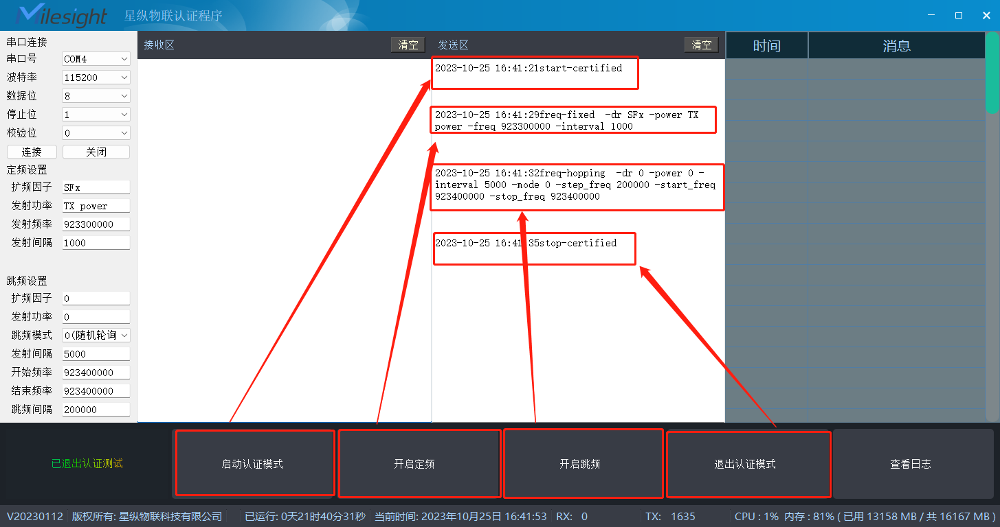 Milesight
星纵物联认证程序
串口连接
串口号 COM4
波特率 115200
数据位 8
停止位 1
校验位 0
连接 关闭
定频设置
扩频因子 SFx
发射功率 TX power
发射频率 923300000
发射间隔 1000
跳频设置
扩频因子 0
发射功率 0
跳频模式 0(随机轮询
发射间隔 5000
开始频率 923400000
结束频率 923400000
跳频间隔 200000
接收区 清空
发送区 清空
2023-10-25 16:41:21start-certified
2023-10-25 16:41:29freq-fixed -dr SFx -power TX
power -freq 923300000 -interval 1000
2023-10-25 16:41:32freq-hopping -dr 0 -power 0 -
interval 5000 -mode 0 -step_freq 200000 -start_freq
923400000 -stop_freq 923400000
2023-10-25 16:41:35stop-certified
时间 消息
已退出认证测试 启动认证模式 开启定频 开启跳频 退出认证模式 查看日志
V20230112 版权所有: 星纵物联科技有限公司 已运行: 0天21时40分31秒 当前时间: 2023年10月25日 16:41:53 RX: 0 TX: 1635 CPU : 1% 内存 : 81% ( 已用 13158 MB / 共 16167 MB )